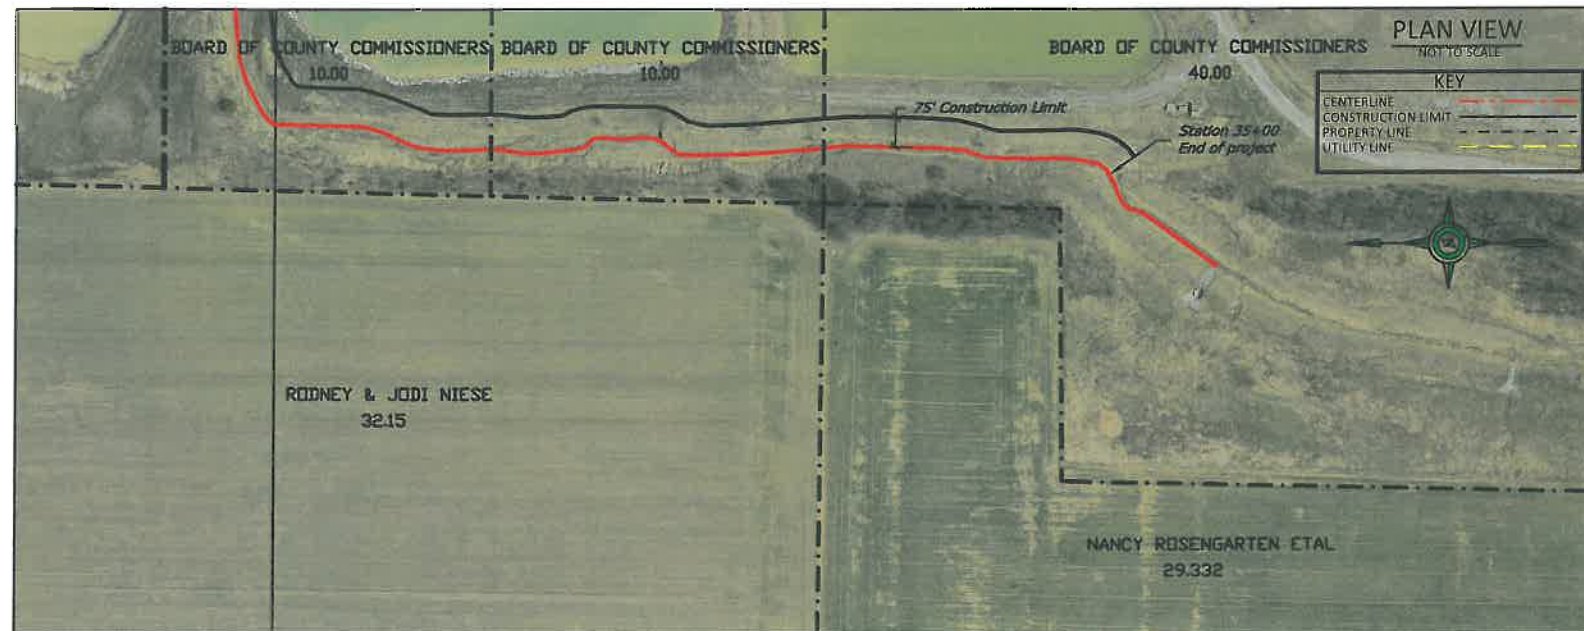 PLAN VIEW
NOT TO SCALE
BOARD OF COUNTY COMMISSIONERS
10.00
BOARD OF COUNTY COMMISSIONERS
10.00
BOARD OF COUNTY COMMISSIONERS
40.00
KEY
CENTERLINE
CONSTRUCTION LIMIT
PROPERTY LINE
UTILITY LINE
75' Construction Limit
Station 35+00
End of project
RODNEY & JODI NIESE
32.15
NANCY ROSENGARTEN ETAL
29.332